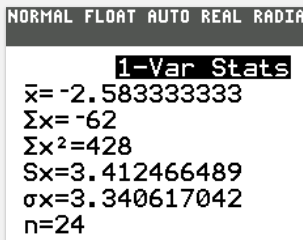 NORMAL FLOAT AUTO REAL RADIA
1-Var Stats
x̄=-2.583333333
Σx=-62
Σx²=428
Sx=3.412466489
σx=3.340617042
n=24